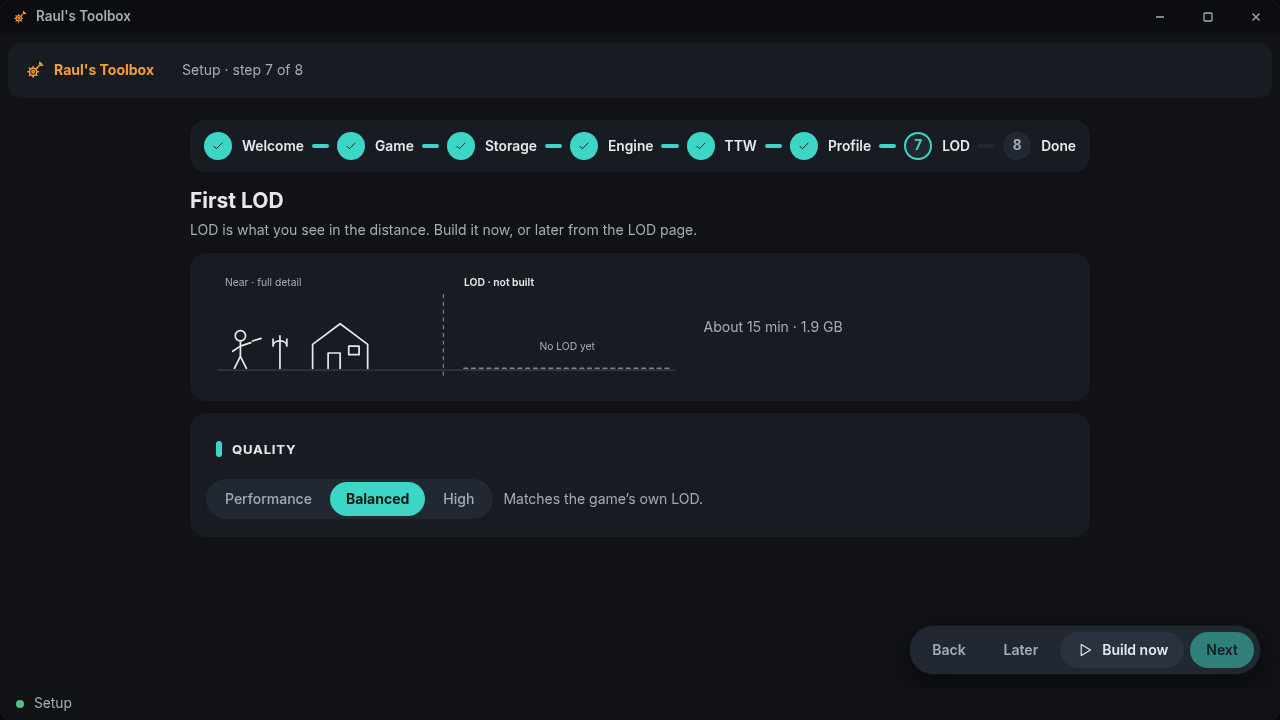 Raul's Toolbox
Raul's Toolbox
Setup · step 7 of 8
Welcome
Game
Storage
Engine
TTW
Profile
7
LOD
8
Done
First LOD
LOD is what you see in the distance. Build it now, or later from the LOD page.
Near · full detail
LOD · not built
No LOD yet
About 15 min · 1.9 GB
QUALITY
Performance
Balanced
High
Matches the game’s own LOD.
Back
Later
Build now
Next
Setup